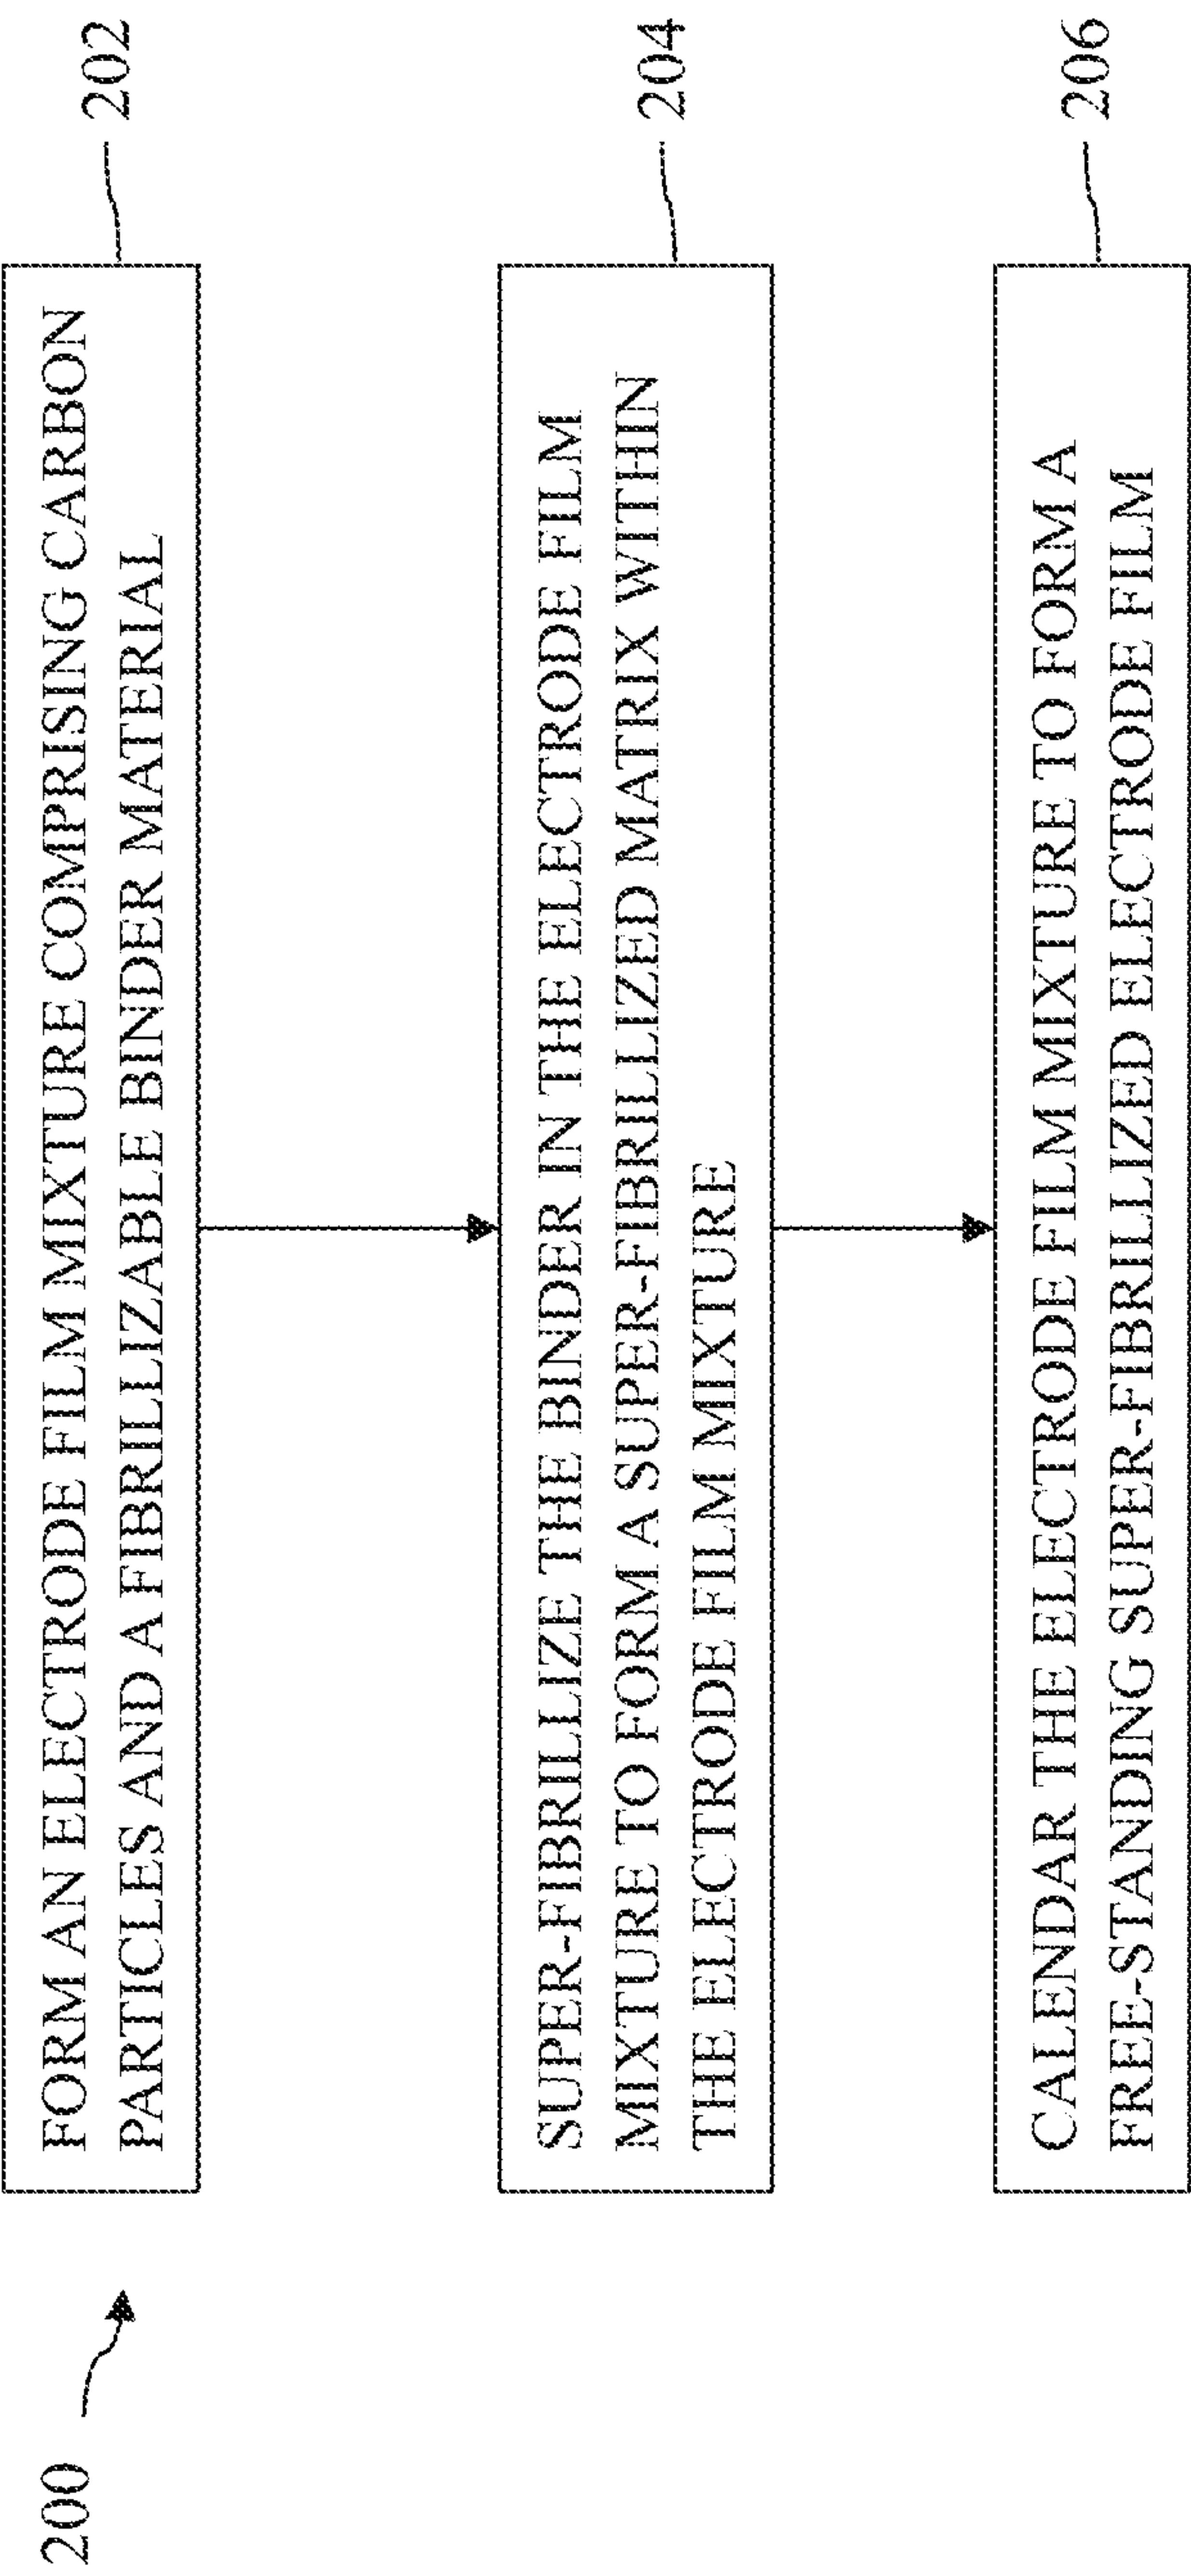 200
FORM AN ELECTRODE FILM MIXTURE COMPRISING CARBON
PARTICLES AND A FIBRILLIZABLE BINDER MATERIAL
202
SUPER-FIBRILLIZE THE BINDER IN THE ELECTRODE FILM
MIXTURE TO FORM A SUPER-FIBRILLIZED MATRIX WITHIN
THE ELECTRODE FILM MIXTURE
204
CALENDAR THE ELECTRODE FILM MIXTURE TO FORM A
FREE-STANDING SUPER-FIBRILLIZED ELECTRODE FILM
206